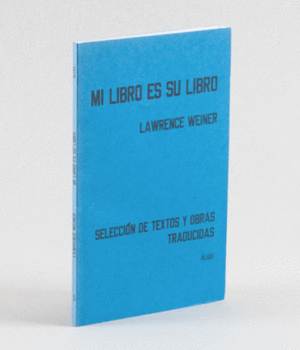 MI LIBRO ES SU LIBRO
LAWRENCE WEINER
SELECCIÓN DE TEXTOS Y OBRAS
TRADUCIDAS